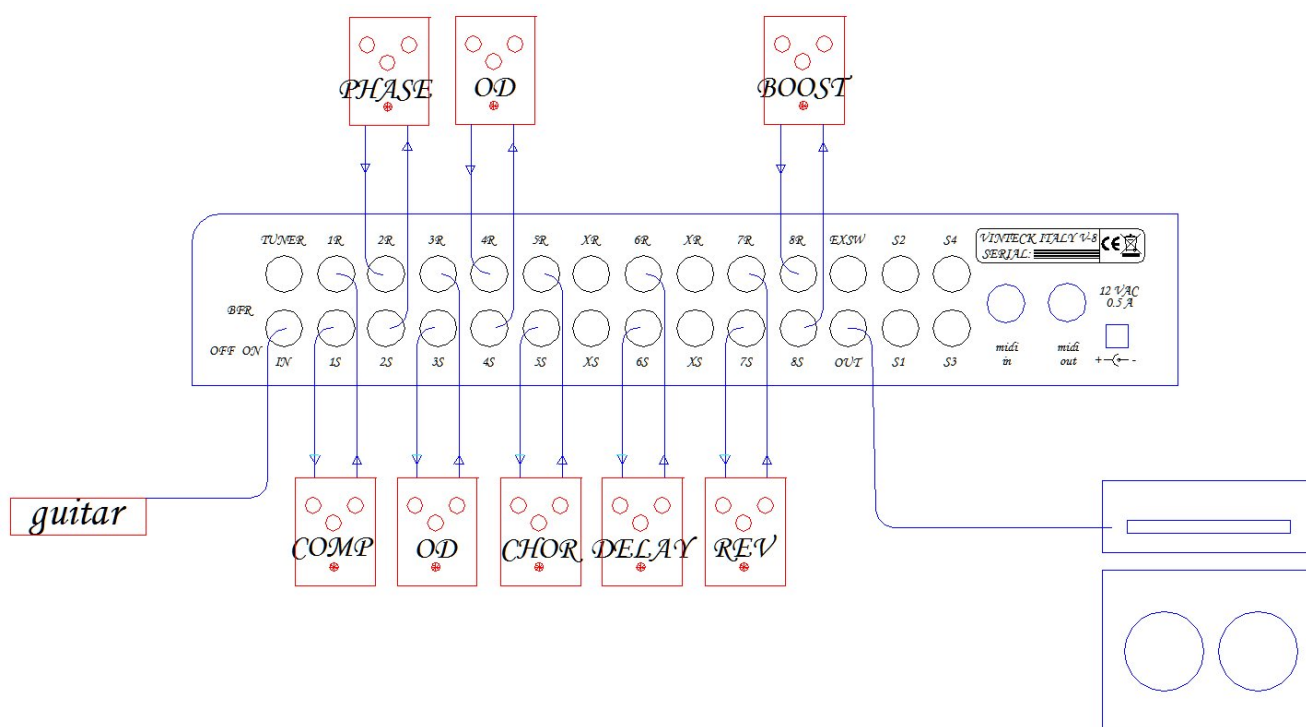 PHASE OD BOOST
TUNER 1R 2R 3R 4R 5R XR 6R XR 7R 8R EXSW S2 S4
VINTECK ITALY V-8
SERIAL:
CE
12 VAC
0.5 A
BFR
OFF ON
IN 1S 2S 3S 4S 5S XS 6S XS 7S 8S OUT S1 S3
midi in
midi out
+ -
guitar
COMP OD CHOR DELAY REV